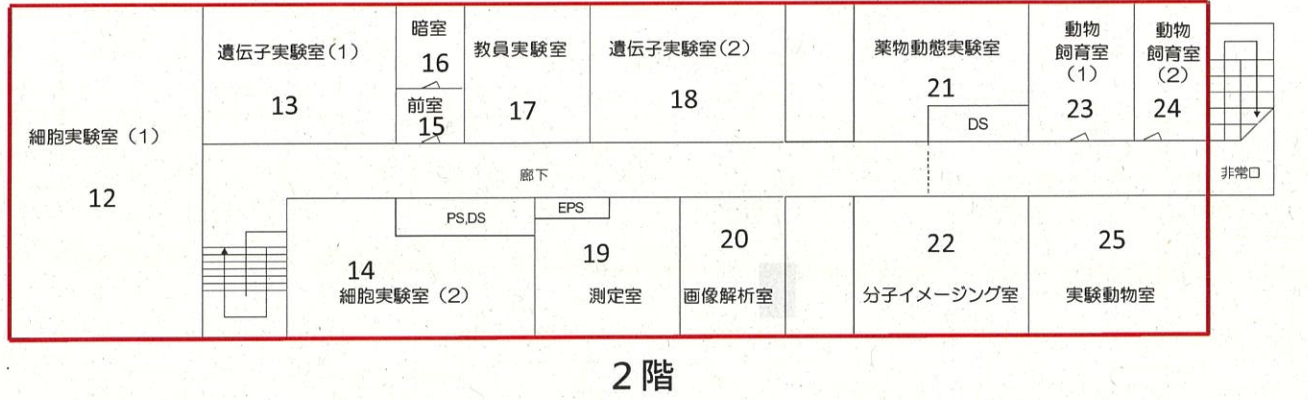 遺伝子実験室(1)
13
暗室
16
前室
15
教員実験室
17
遺伝子実験室(2)
18
薬物動態実験室
21
DS
動物
飼育室
(1)
23
動物
飼育室
(2)
24
細胞実験室(1)
12
廊下
非常口
PS,DS
14
細胞実験室(2)
EPS
19
測定室
20
画像解析室
22
分子イメージング室
25
実験動物室
2階